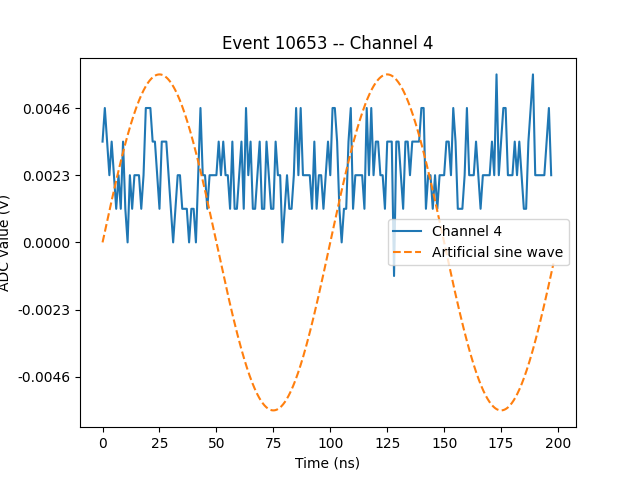 Event 10653 -- Channel 4
0.0046
0.0023
0.0000
-0.0023
-0.0046
ADC Value (V)
Channel 4
Artificial sine wave
0 25 50 75 100 125 150 175 200
Time (ns)